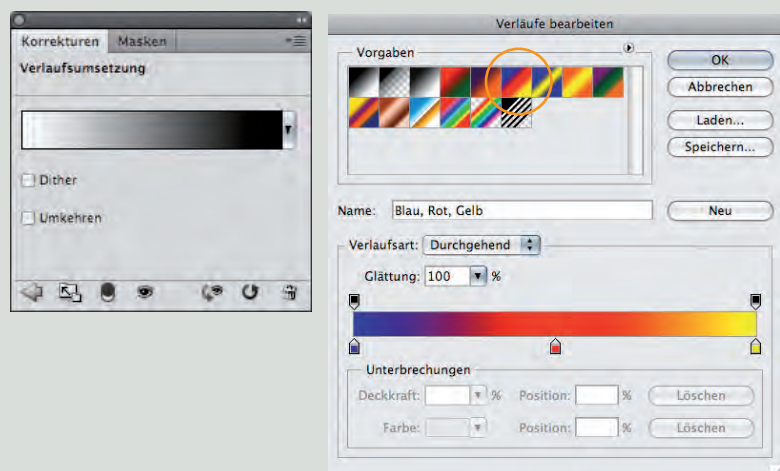 Korrekturen Masken
Verlaufsumsetzung
Dither
Umkehren
Verläufe bearbeiten
Vorgaben
OK
Abbrechen
Laden...
Speichern...
Name: Blau, Rot, Gelb
Neu
Verlaufsart: Durchgehend
Glättung: 100 %
Unterbrechungen
Deckkraft: % Position: % Löschen
Farbe: Position: % Löschen